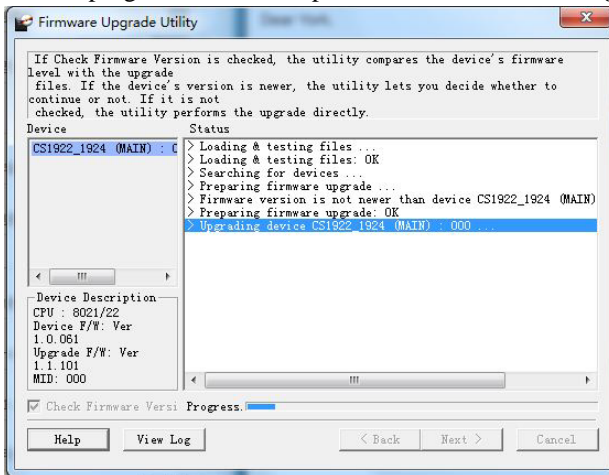 Firmware Upgrade Utility
If Check Firmware Version is checked, the utility compares the device's firmware
level with the upgrade
files. If the device's version is newer, the utility lets you decide whether to
continue or not. If it is not
checked, the utility performs the upgrade directly.
Device
CS1922_1924 (MAIN) : 0
Device Description
CPU : 8021/22
Device F/W: Ver
1.0.061
Upgrade F/W: Ver
1.1.101
MID: 000
Status
> Loading & testing files ...
> Loading & testing files: OK
> Searching for devices ...
> Preparing firmware upgrade ...
> Firmware version is not newer than device CS1922_1924 (MAIN)
> Preparing firmware upgrade: OK
> Upgrading device CS1922_1924 (MAIN) : 000 ...
Check Firmware Versi Progress.
Help View Log < Back Next > Cancel